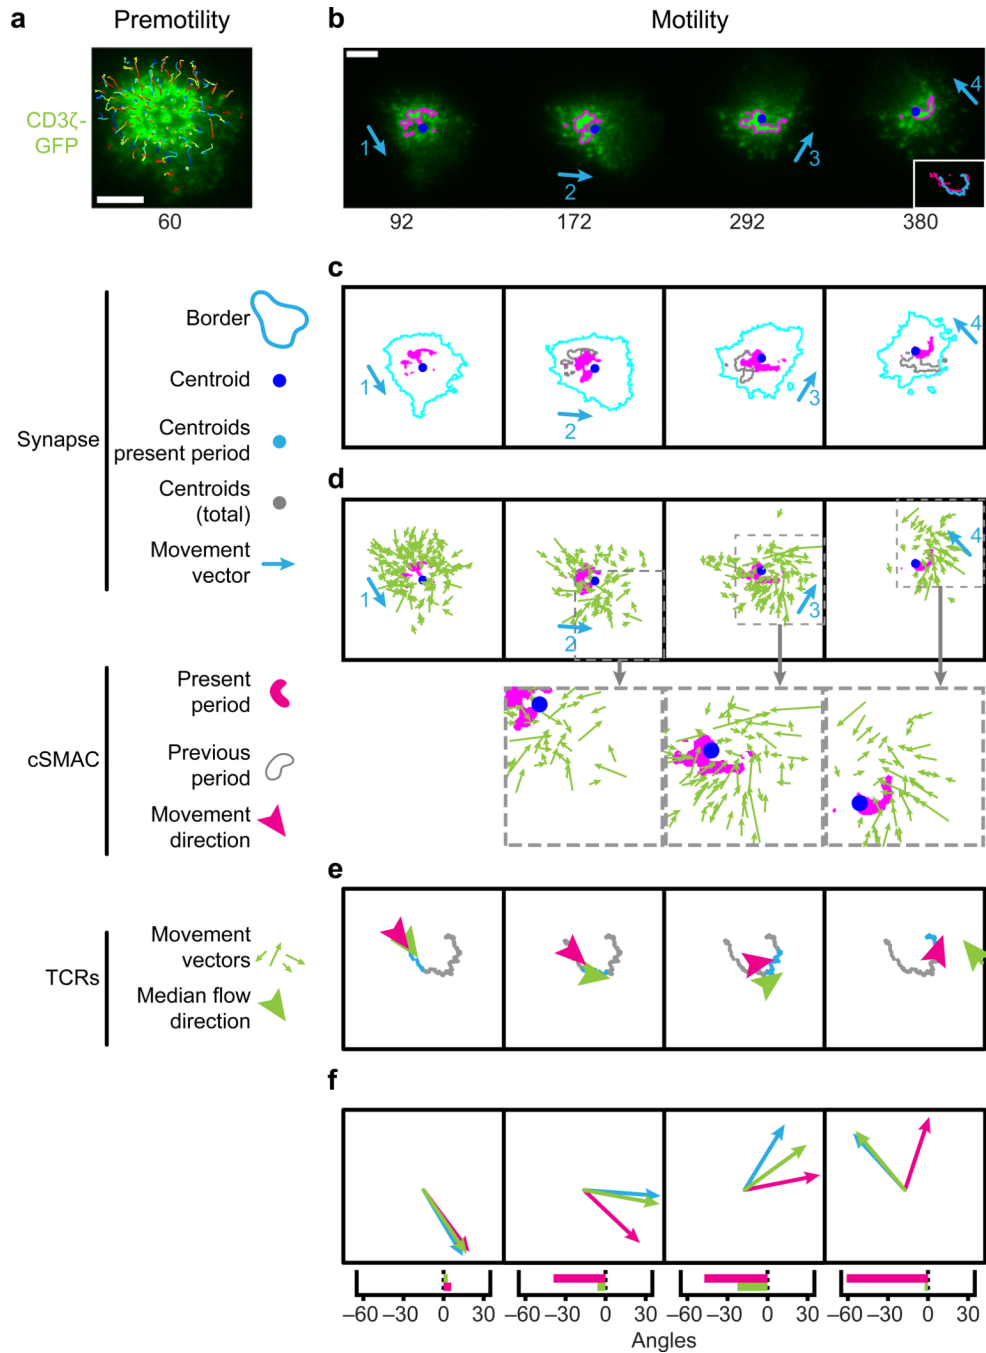 a Premotility
b Motility
CD3ζ-
GFP
60
1
2
3
4
92 172 292 380
c
Border
Centroid
Centroids
present period
Centroids
(total)
Movement
vector
Synapse
1
2
3
4
d
1
2
3
4
Present
period
Previous
period
Movement
direction
cSMAC
e
Movement
vectors
Median flow
direction
TCRs
f
–60 –30 0 30 –60 –30 0 30 –60 –30 0 30 –60 –30 0 30
Angles